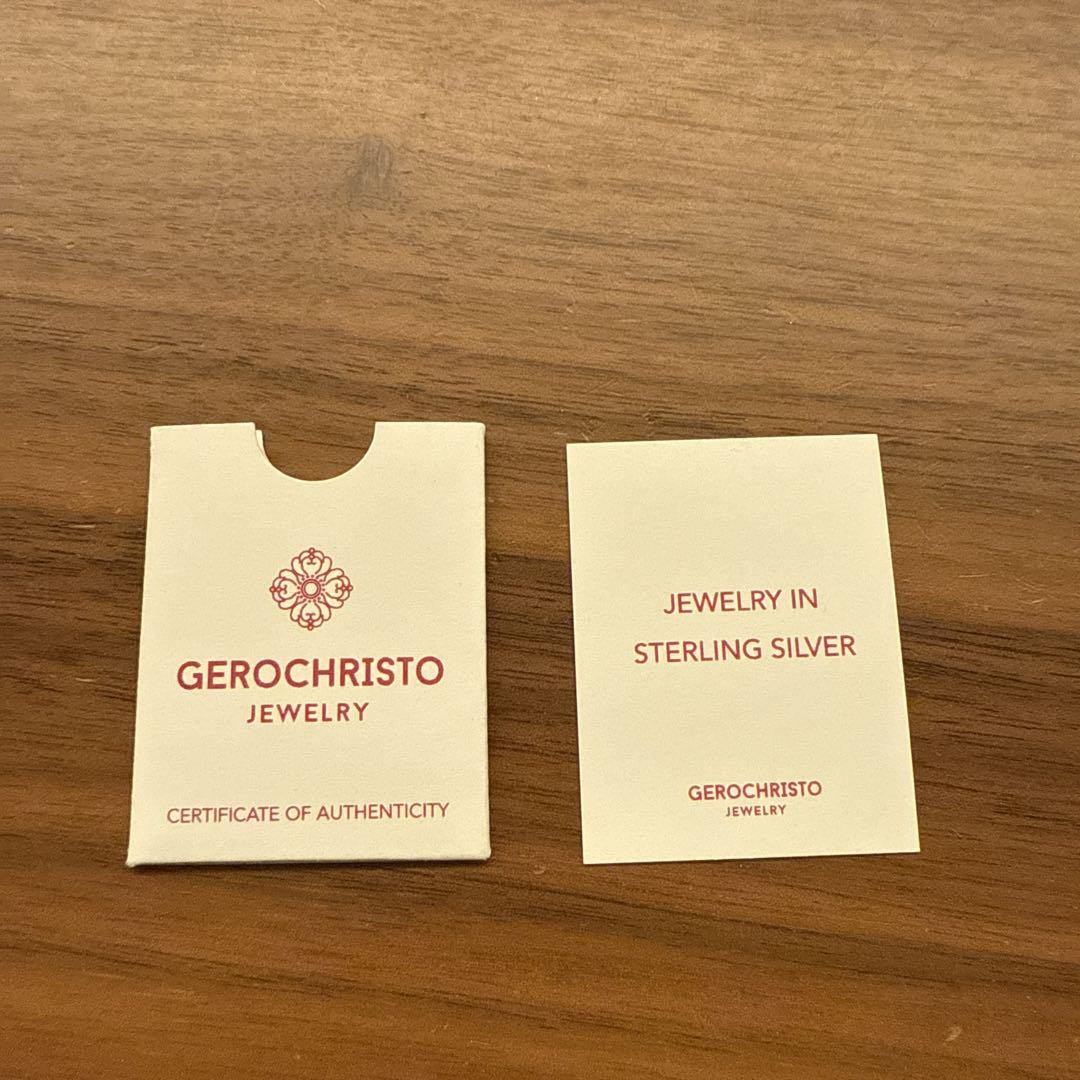 GEROCHRISTO
JEWELRY
CERTIFICATE OF AUTHENTICITY
JEWELRY IN
STERLING SILVER
GEROCHRISTO
JEWELRY